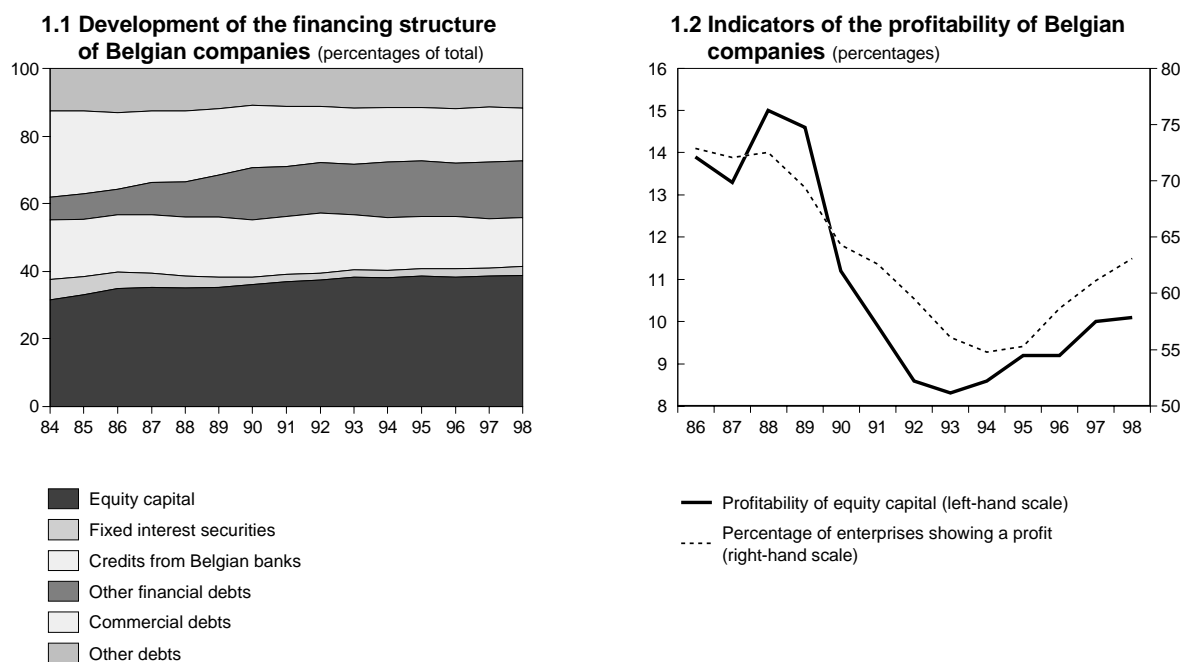 1.1 Development of the financing structure
of Belgian companies (percentages of total)
100
80
60
40
20
0
84 85 86 87 88 89 90 91 92 93 94 95 96 97 98
Equity capital
Fixed interest securities
Credits from Belgian banks
Other financial debts
Commercial debts
Other debts
1.2 Indicators of the profitability of Belgian
companies (percentages)
16 80
15 75
14
13 70
12 65
11 60
10
9 55
8 50
86 87 88 89 90 91 92 93 94 95 96 97 98
Profitability of equity capital (left-hand scale)
Percentage of enterprises showing a profit
(right-hand scale)